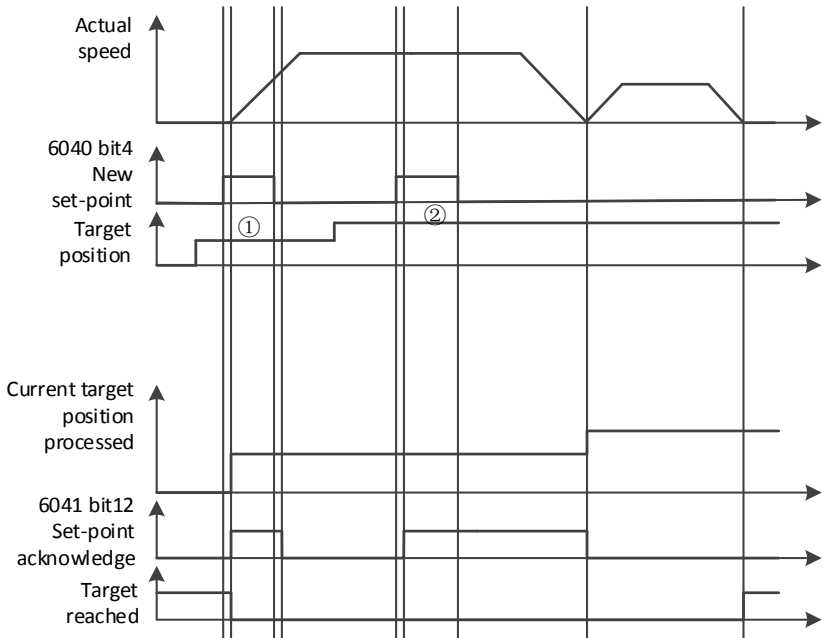 Actual
speed
6040 bit4
New
set-point
①
②
Target
position
Current target
position
processed
6041 bit12
Set-point
acknowledge
Target
reached